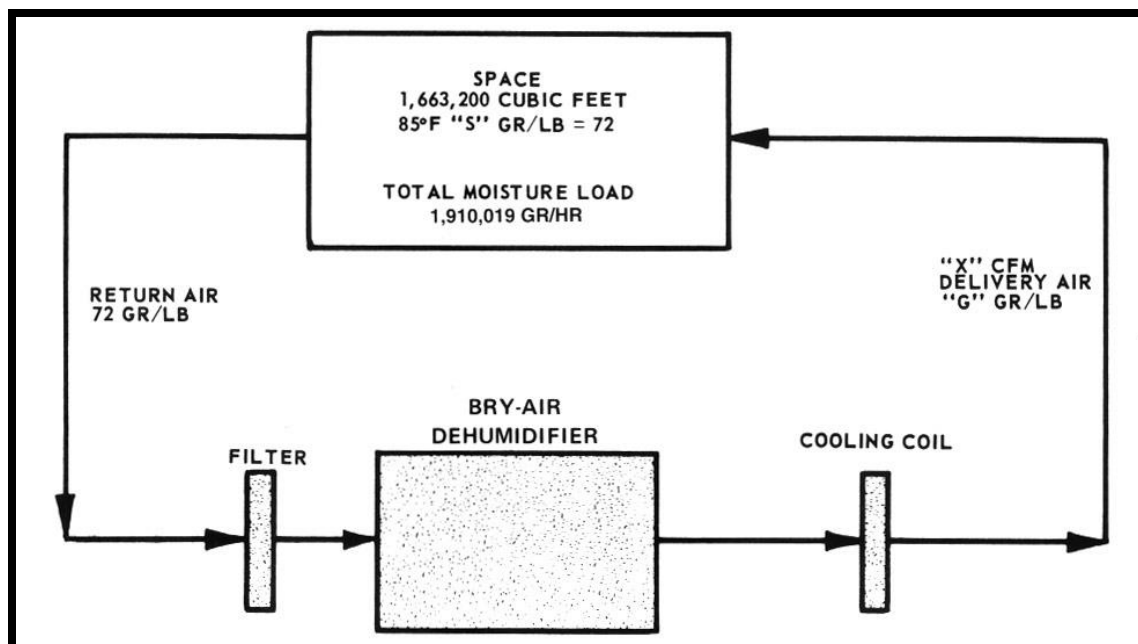 SPACE
1,663,200 CUBIC FEET
85°F "S" GR/LB = 72
TOTAL MOISTURE LOAD
1,910,019 GR/HR
RETURN AIR
72 GR/LB
"X" CFM
DELIVERY AIR
"G" GR/LB
FILTER
BRY-AIR
DEHUMIDIFIER
COOLING COIL